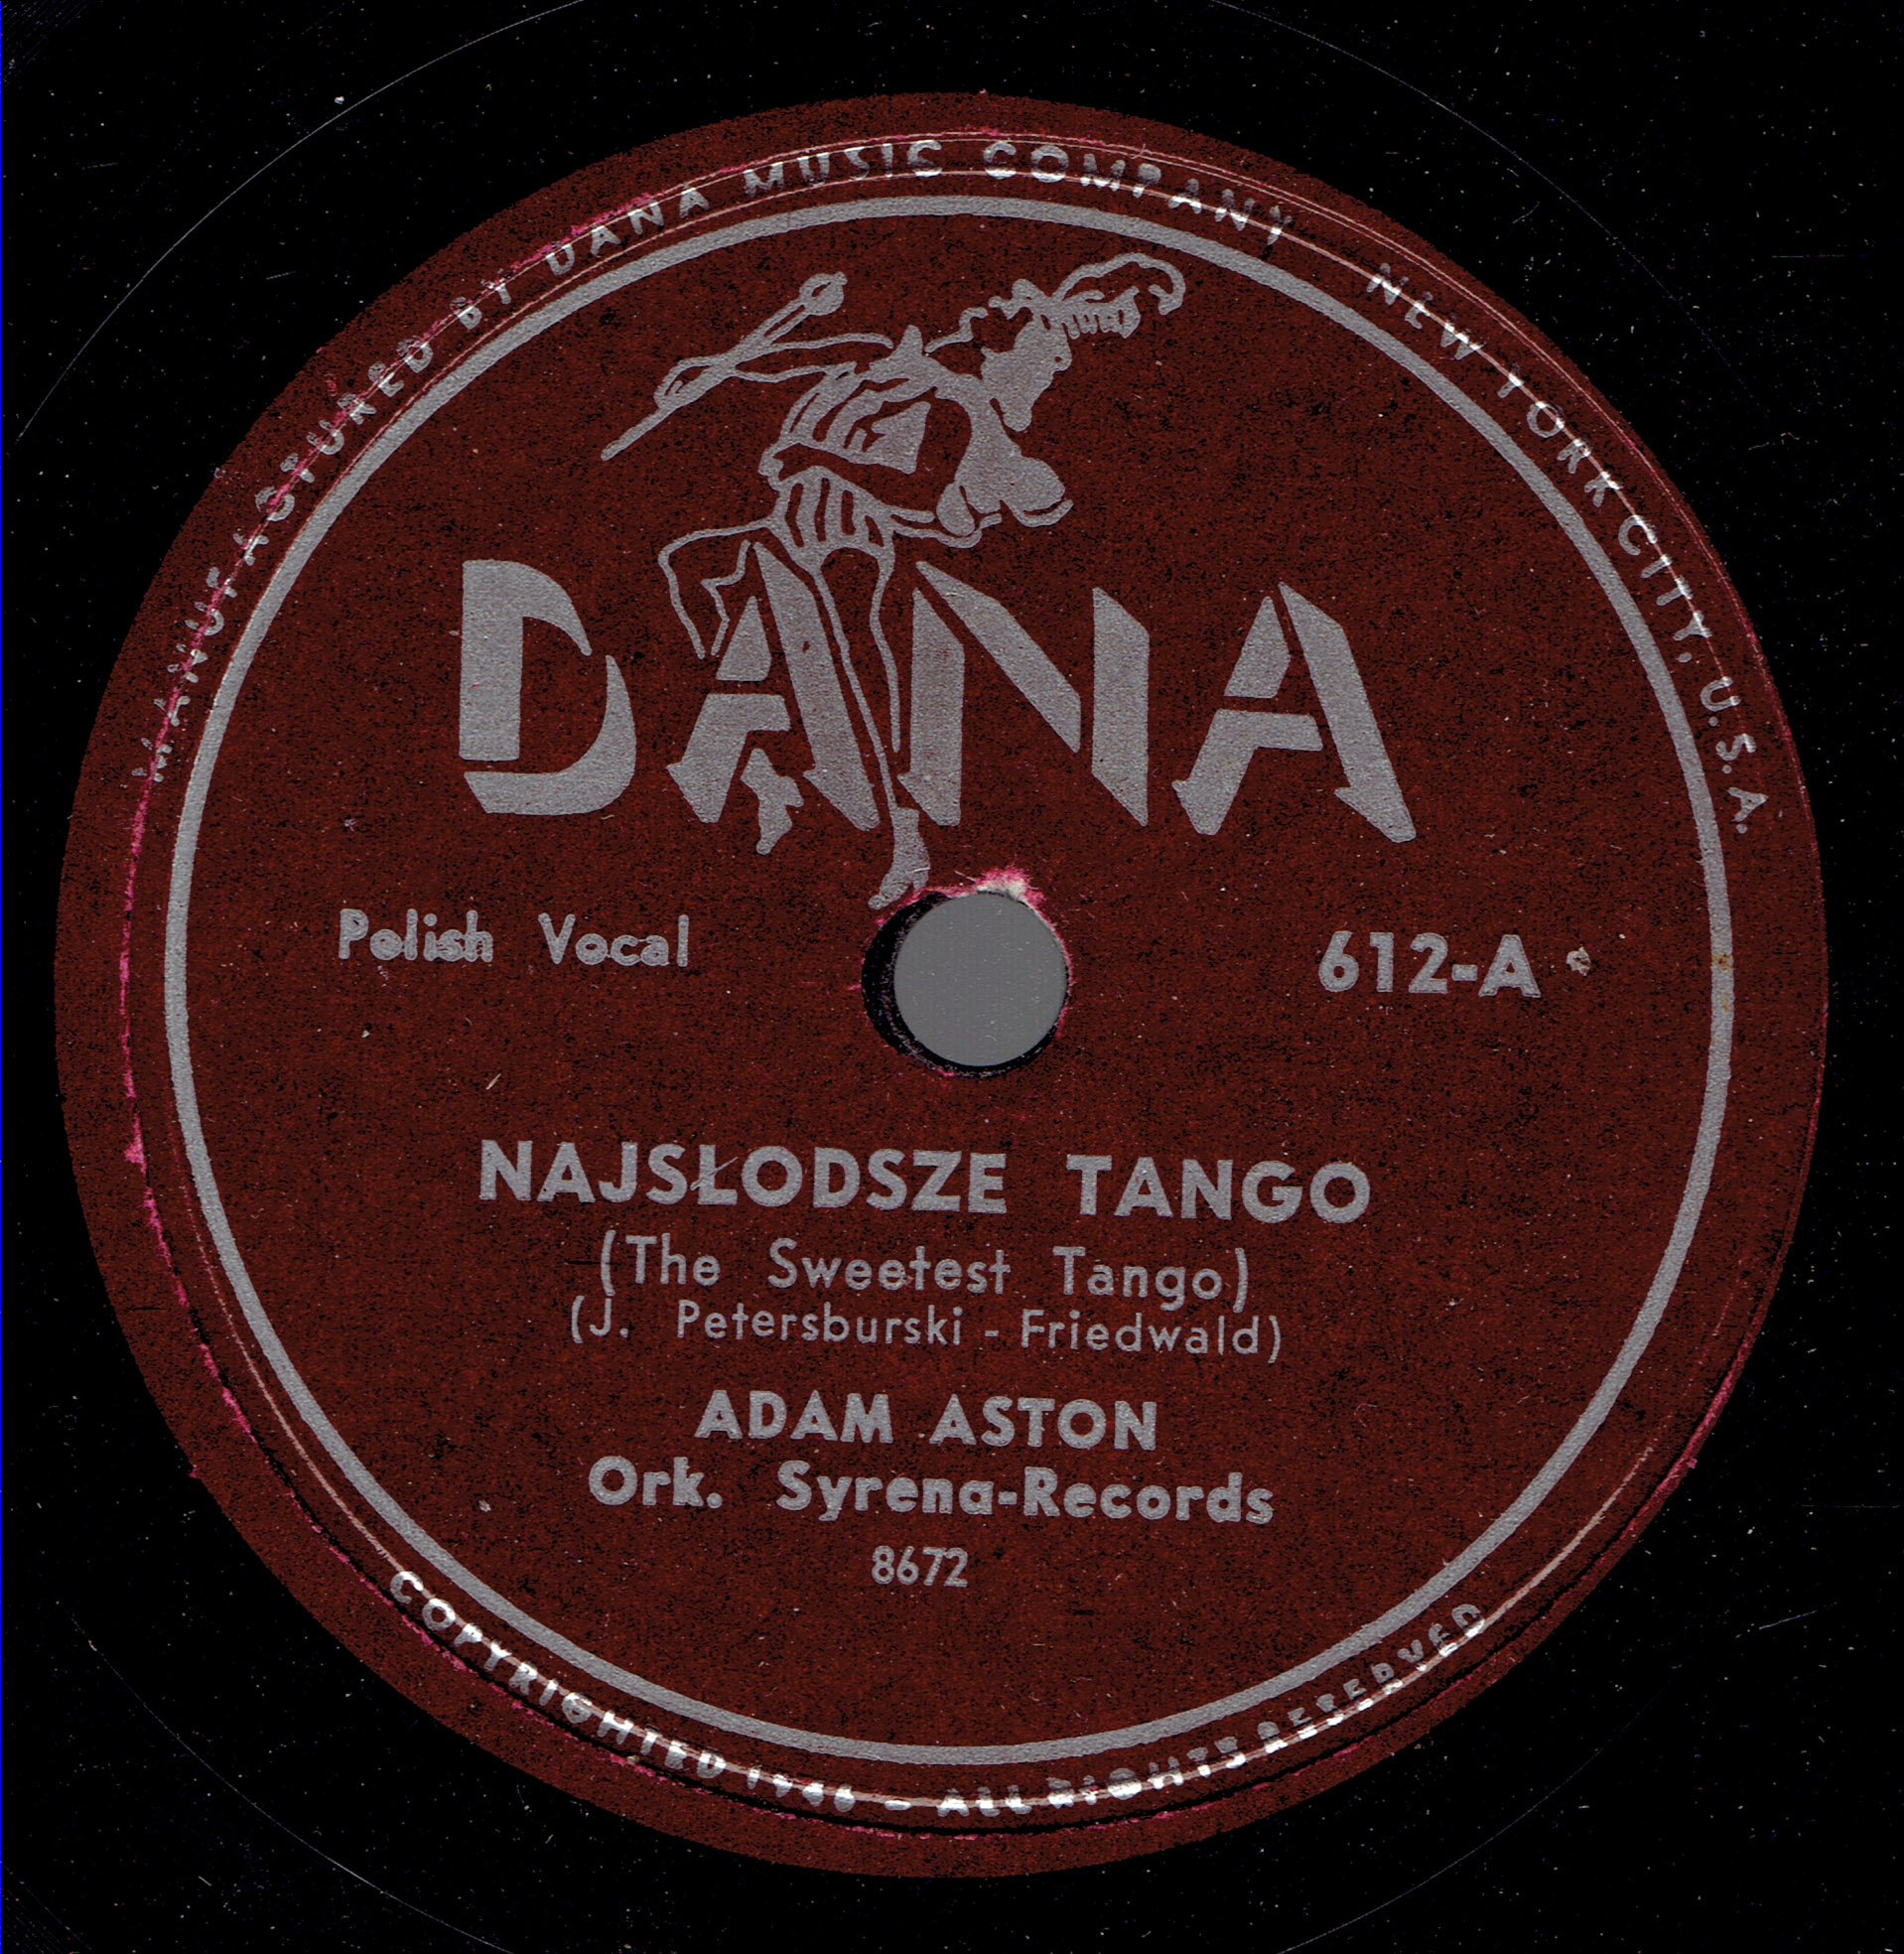 MANUFACTURED BY DANA MUSIC COMPANY NEW YORK CITY, U.S.A.
DANA
Polish Vocal
612-A
NAJSŁODSZE TANGO
(The Sweetest Tango)
(J. Petersburski - Friedwald)
ADAM ASTON
Ork. Syrena-Records
8672
COPYRIGHTED 1946 - ALL RIGHTS RESERVED